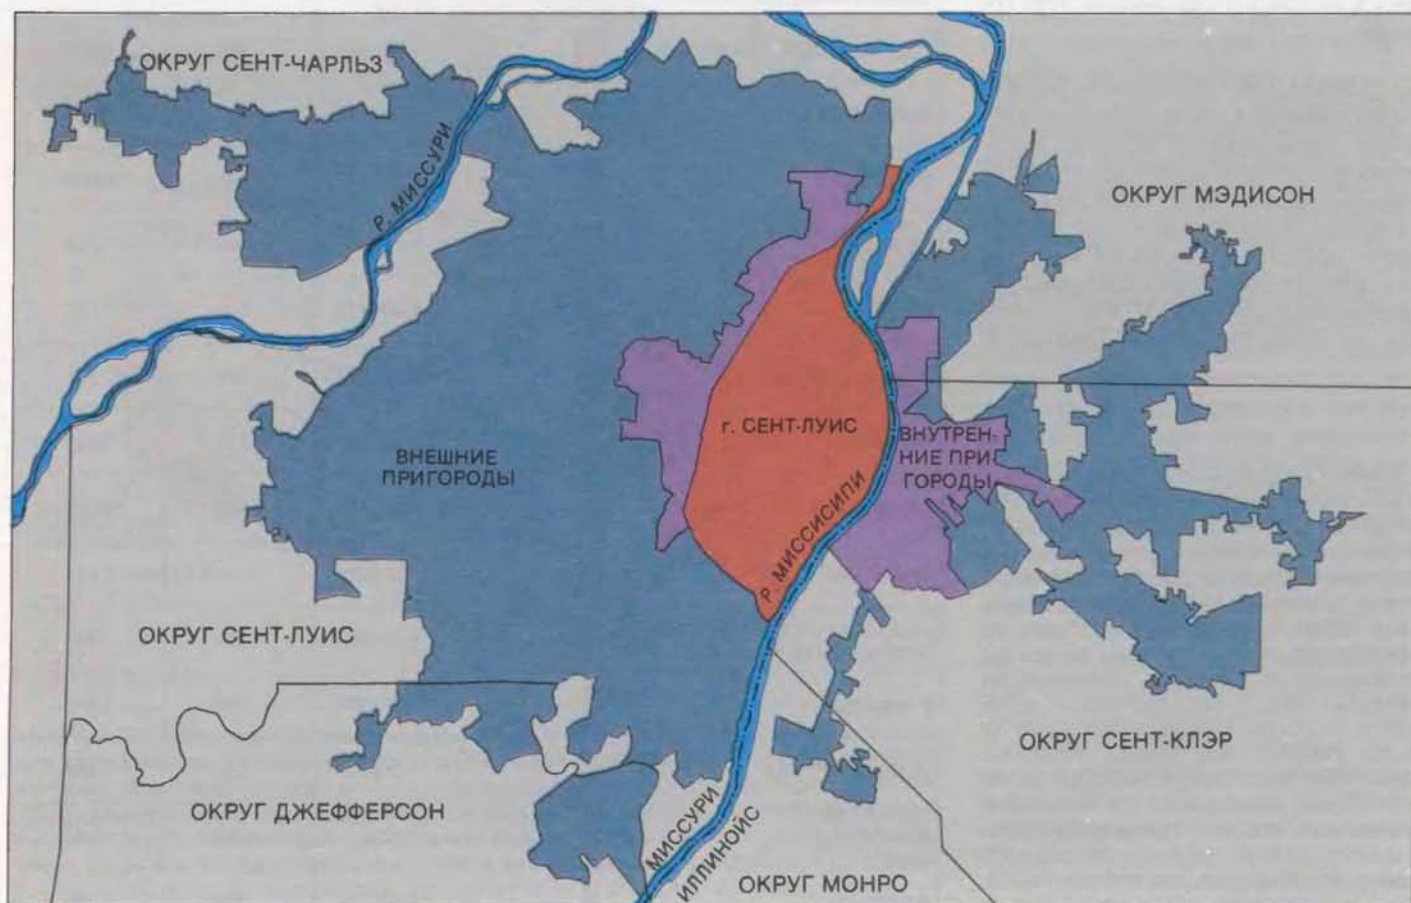 ОКРУГ СЕНТ-ЧАРЛЬЗ
Р. МИССУРИ
ОКРУГ МЭДИСОН
г. СЕНТ-ЛУИС
ВНУТРЕН-
НИЕ ПРИ
ГОРОДЫ
ВНЕШНИЕ
ПРИГОРОДЫ
Р. МИССИСИПИ
ОКРУГ СЕНТ-ЛУИС
ОКРУГ СЕНТ-КЛЭР
ОКРУГ ДЖЕФФЕРСОН
МИССУРИ
ИЛЛИНОЙС
ОКРУГ МОНРО